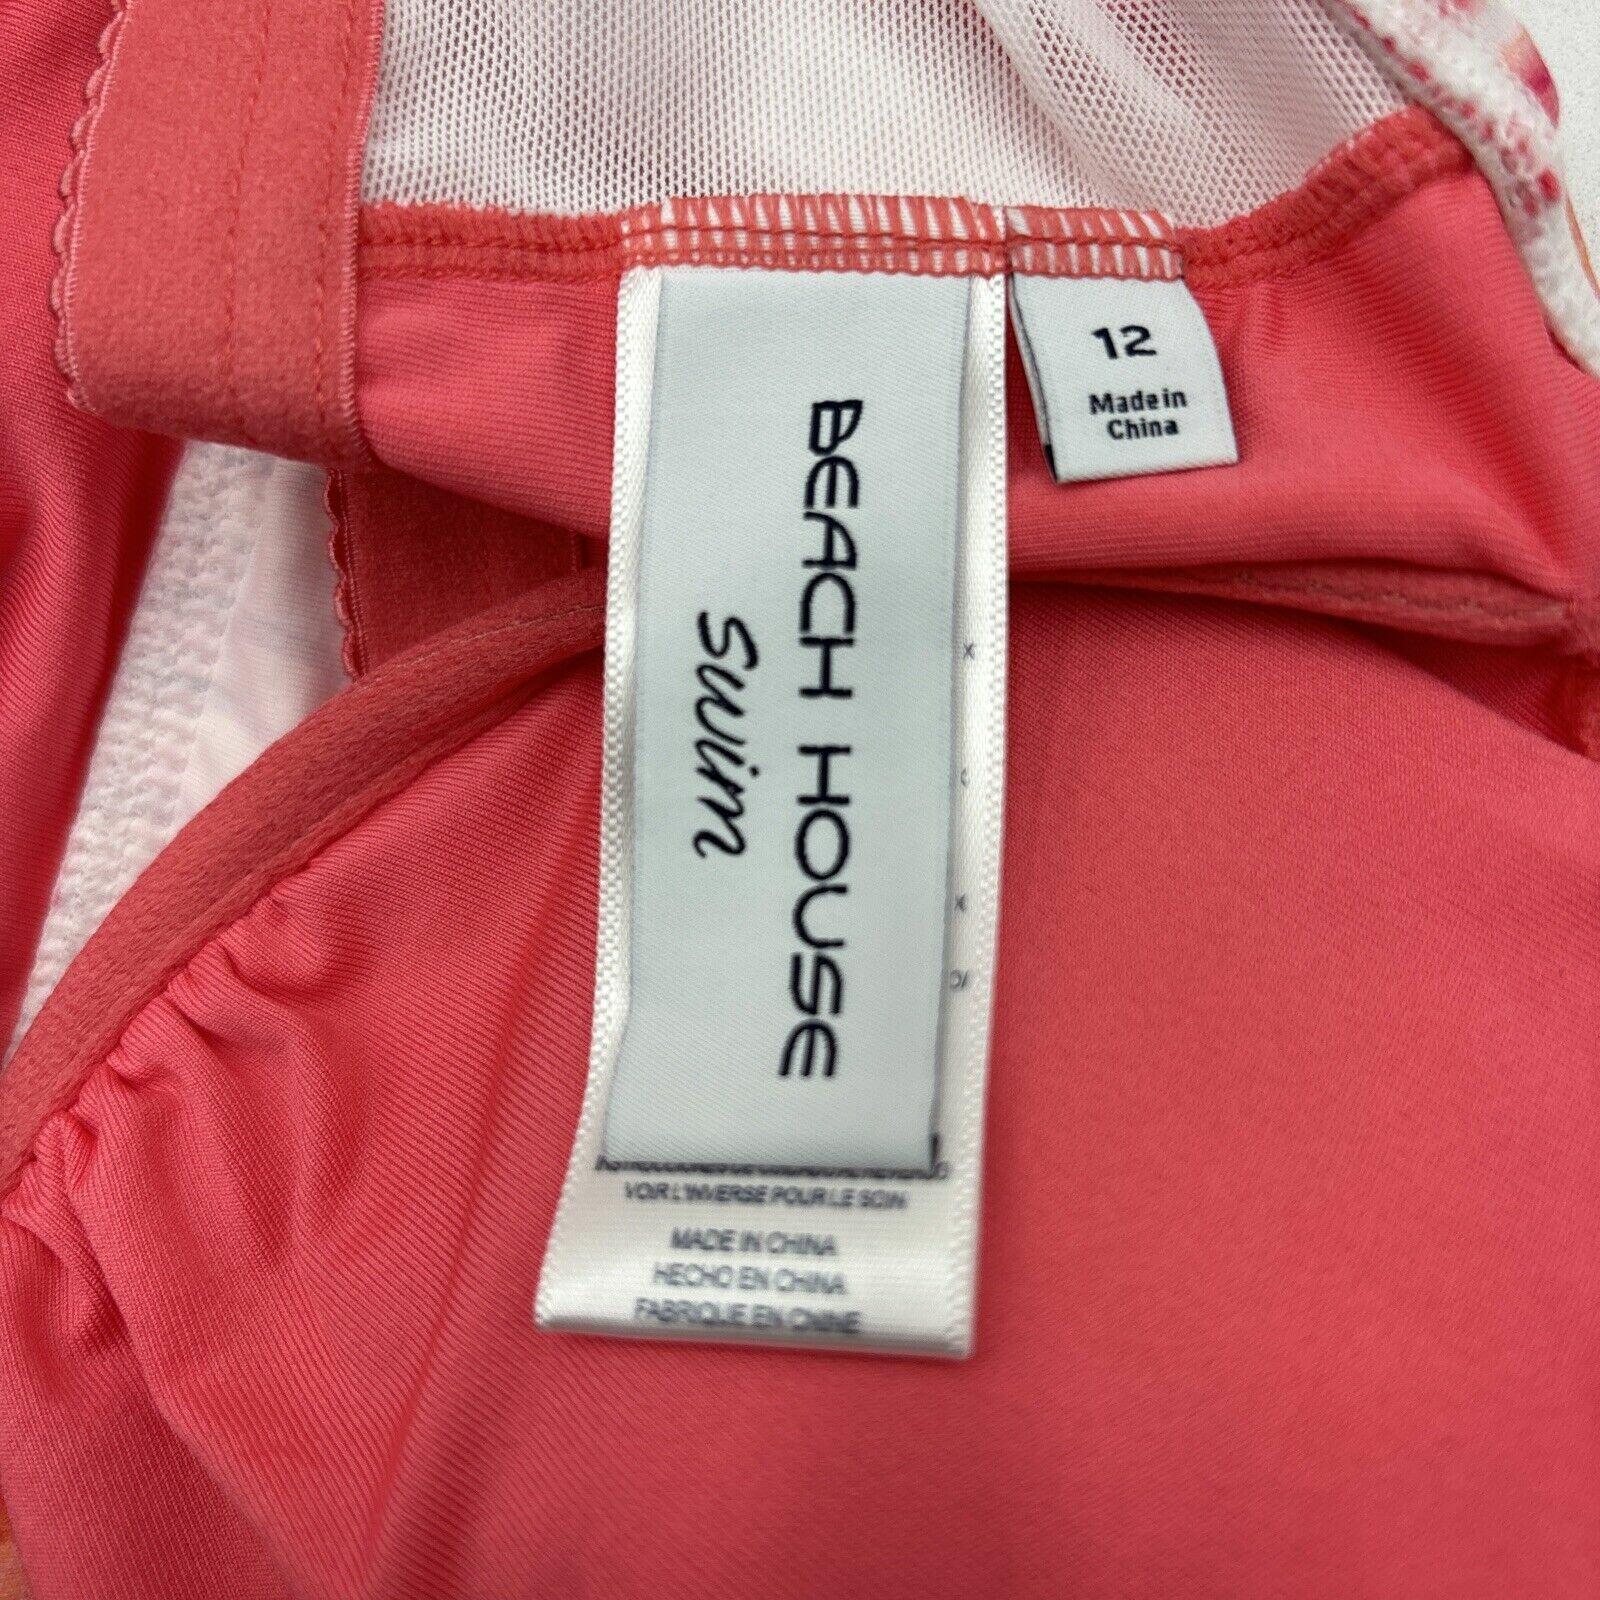 BEACH HOUSE
swim
12
Made in
China
VOIR L'INVERSE POUR LE SOIN
MADE IN CHINA
HECHO EN CHINA
FABRIQUE EN CHINE